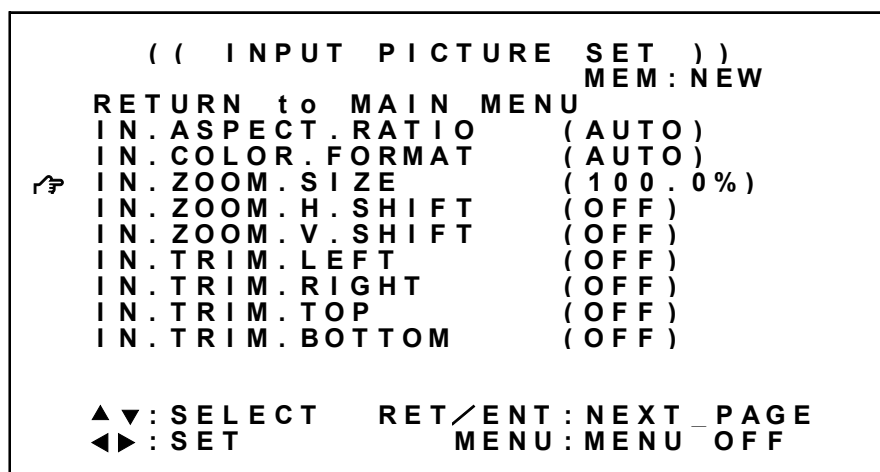 (( INPUT PICTURE SET ))
MEM:NEW
RETURN to MAIN MENU
IN.ASPECT.RATIO (AUTO)
IN.COLOR.FORMAT (AUTO)
☞ IN.ZOOM.SIZE (100.0%)
IN.ZOOM.H.SHIFT (OFF)
IN.ZOOM.V.SHIFT (OFF)
IN.TRIM.LEFT (OFF)
IN.TRIM.RIGHT (OFF)
IN.TRIM.TOP (OFF)
IN.TRIM.BOTTOM (OFF)
▲▼:SELECT RET/ENT:NEXT_PAGE
◀▶:SET MENU:MENU OFF